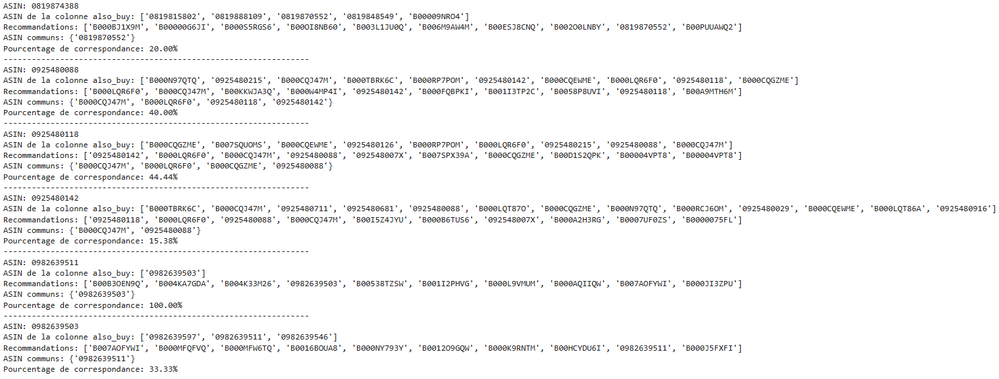 ASIN: 0819874388
ASIN de la colonne also_buy: ['0819815802', '0819888109', '0819870552', '0819848549', 'B00009NRO4']
Recommandations: ['B000BJ1X9M', 'B00000G6JI', 'B000S5RGS6', 'B00OI8NB60', 'B003L1JU0Q', 'B006M9AW4M', 'B00ESJ8CNQ', 'B002O0LNBY', '0819870552', 'B00PUUAWQ2']
ASIN communs: {'0819870552'}
Pourcentage de correspondance: 20.00%
----------------------------------------------------------------
ASIN: 0925480088
ASIN de la colonne also_buy: ['B000N97QTQ', '0925480215', 'B000CQJ47M', 'B000TBRK6C', 'B000RP7POM', '0925480142', 'B000CQEWME', 'B000LQR6F0', '0925480118', 'B000CQGZME']
Recommandations: ['B000LQR6F0', 'B000CQJ47M', 'B00KKWJA3Q', 'B000W4MP4I', '0925480142', 'B000FQBPKI', 'B001I3TP2C', 'B0058P8UVI', '0925480118', 'B00A9MTH6M']
ASIN communs: {'B000CQJ47M', 'B000LQR6F0', '0925480118', '0925480142'}
Pourcentage de correspondance: 40.00%
----------------------------------------------------------------
ASIN: 0925480118
ASIN de la colonne also_buy: ['B000CQGZME', 'B007SQUOMS', 'B000CQEWME', '0925480126', 'B000RP7POM', 'B000LQR6F0', '0925480215', '0925480088', 'B000CQJ47M']
Recommandations: ['0925480142', 'B000LQR6F0', 'B000CQJ47M', '0925480088', '092548007X', 'B007SPX39A', 'B000CQGZME', 'B00D1S2QPK', 'B00004VPT8', 'B00004VPT8']
ASIN communs: {'B000CQJ47M', 'B000LQR6F0', 'B000CQGZME', '0925480088'}
Pourcentage de correspondance: 44.44%
----------------------------------------------------------------
ASIN: 0925480142
ASIN de la colonne also_buy: ['B000TBRK6C', 'B000CQJ47M', '0925480711', '0925480681', '0925480088', 'B000LQT87O', 'B000CQGZME', 'B000N97QTQ', 'B000RCJ6OM', '0925480029', 'B000CQEWME', 'B000LQT86A', '0925480916']
Recommandations: ['0925480118', 'B000LQR6F0', '0925480088', 'B000CQJ47M', 'B00I5Z4JYU', 'B000B6TUS6', '092548007X', 'B000A2H3RG', 'B0007UF0ZS', 'B0000075FL']
ASIN communs: {'B000CQJ47M', '0925480088'}
Pourcentage de correspondance: 15.38%
----------------------------------------------------------------
ASIN: 0982639511
ASIN de la colonne also_buy: ['0982639503']
Recommandations: ['B00B3OEN9Q', 'B004KA7GDA', 'B004K33M26', '0982639503', 'B00538TZSW', 'B001I2PHVG', 'B000L9VMUM', 'B000AQIIQW', 'B007AOFYWI', 'B000JI3ZPU']
ASIN communs: {'0982639503'}
Pourcentage de correspondance: 100.00%
----------------------------------------------------------------
ASIN: 0982639503
ASIN de la colonne also_buy: ['0982639597', '0982639511', '0982639546']
Recommandations: ['B007AOFYWI', 'B000MFQFVQ', 'B000MFW6TQ', 'B0016BOUA8', 'B000NY793Y', 'B0012O9GQW', 'B000K9RNTM', 'B00HCYDU6I', '0982639511', 'B000J5FXFI']
ASIN communs: {'0982639511'}
Pourcentage de correspondance: 33.33%